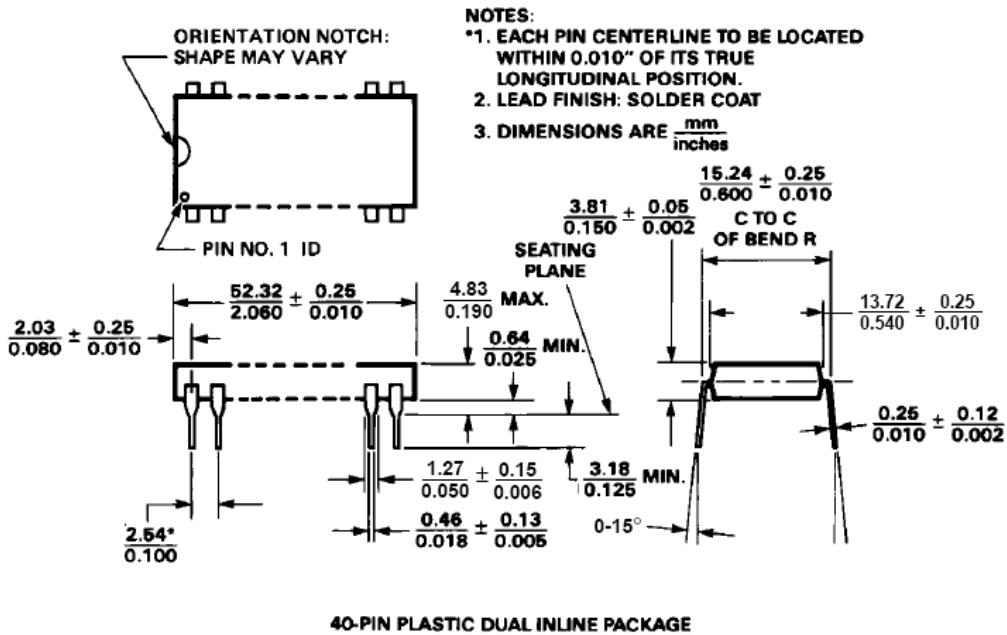 NOTES:
ORIENTATION NOTCH:
SHAPE MAY VARY
*1. EACH PIN CENTERLINE TO BE LOCATED
WITHIN 0.010" OF ITS TRUE
LONGITUDINAL POSITION.
2. LEAD FINISH: SOLDER COAT
3. DIMENSIONS ARE mm
inches
PIN NO. 1 ID
15.24 ± 0.25
0.600 0.010
C TO C
OF BEND R
3.81 ± 0.05
0.150 0.002
SEATING
PLANE
52.32 ± 0.25
2.060 0.010
4.83 MAX.
0.190
13.72 ± 0.25
0.540 0.010
2.03 ± 0.25
0.080 0.010
0.64 MIN.
0.025
0.25 ± 0.12
0.010 0.002
1.27 ± 0.15
0.050 0.006
3.18 MIN.
0.125
2.54*
0.100
0.46 ± 0.13
0.018 0.005
0-15°
40-PIN PLASTIC DUAL INLINE PACKAGE